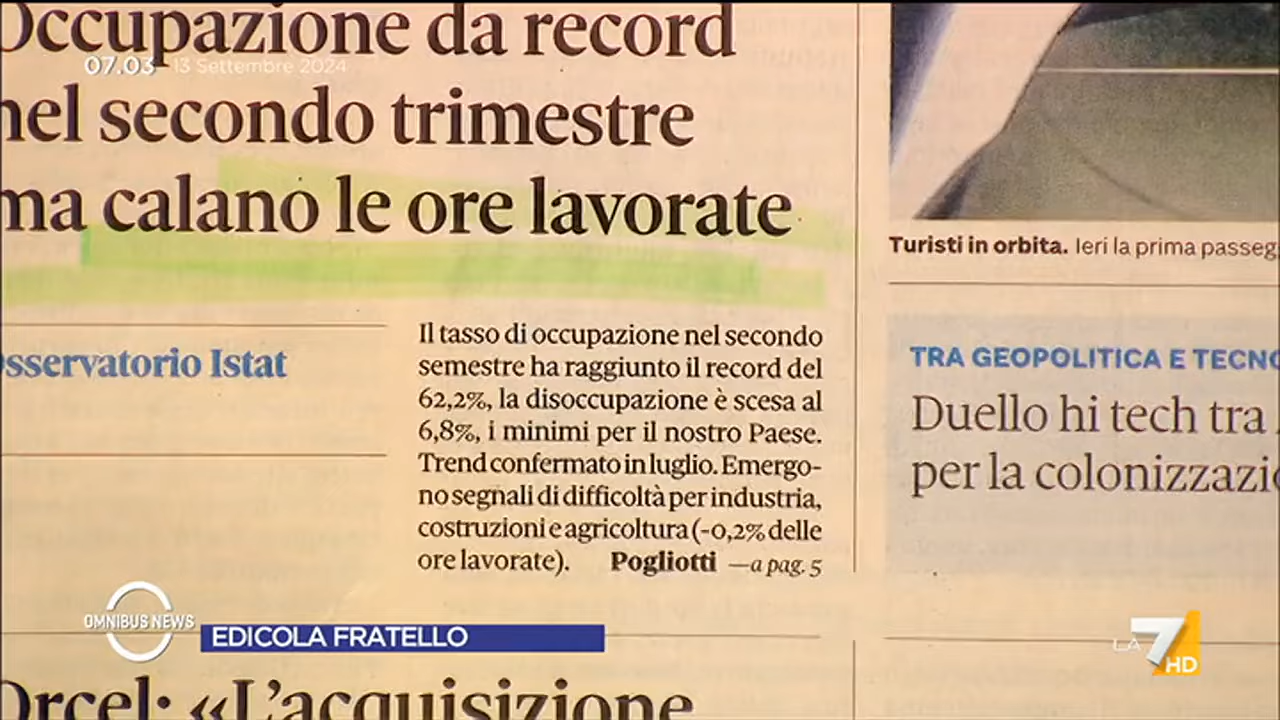 Occupazione da record
07.03 13 Settembre 2024
nel secondo trimestre
ma calano le ore lavorate
Osservatorio Istat
Il tasso di occupazione nel secondo
semestre ha raggiunto il record del
62,2%, la disoccupazione è scesa al
6,8%, i minimi per il nostro Paese.
Trend confermato in luglio. Emergo-
no segnali di difficoltà per industria,
costruzioni e agricoltura (-0,2% delle
ore lavorate). Pogliotti —a pag. 5
Turisti in orbita. Ieri la prima passeg
TRA GEOPOLITICA E TECNO
Duello hi tech tra
per la colonizzazio
OMNIBUS NEWS
EDICOLA FRATELLO
LA 7 HD
Orcel: «L'acquisizione